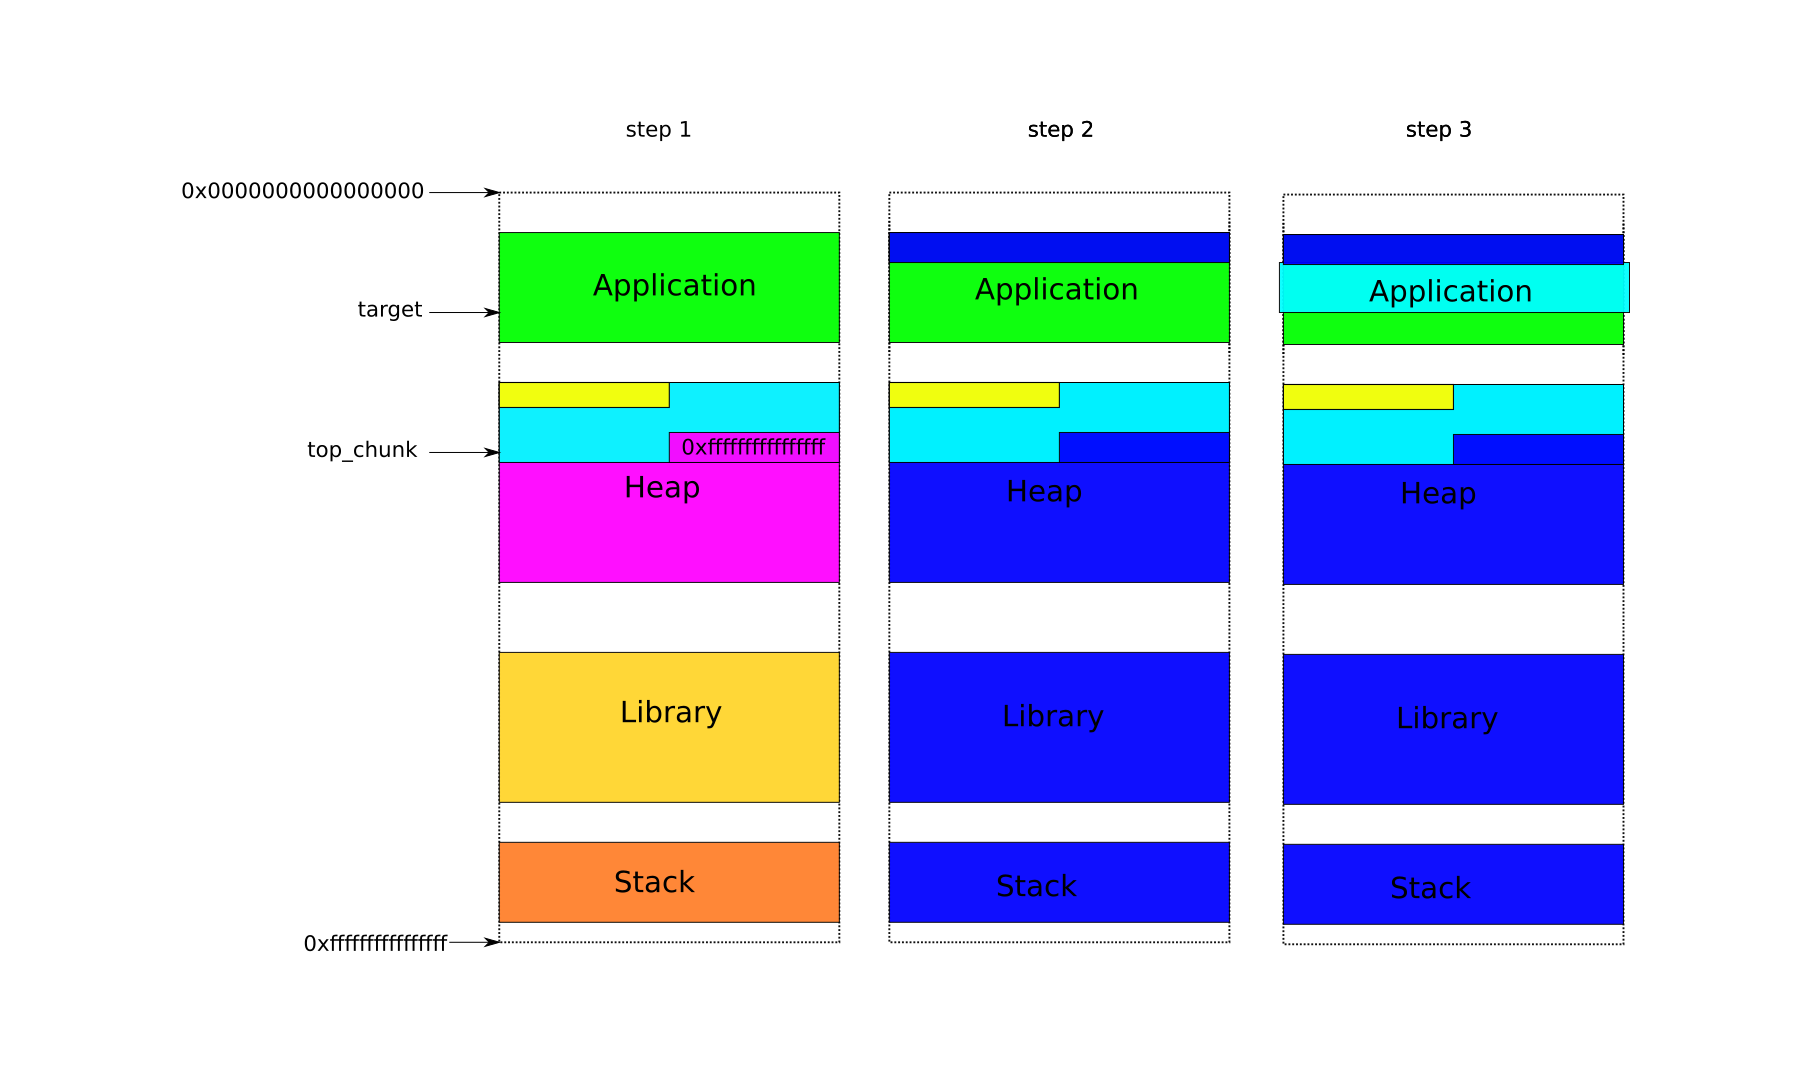 step 1
step 2
step 3
0x0000000000000000
Application
Application
Application
target
top_chunk
0xffffffffffffffff
Heap
Heap
Heap
Library
Library
Library
Stack
Stack
Stack
0xffffffffffffffff